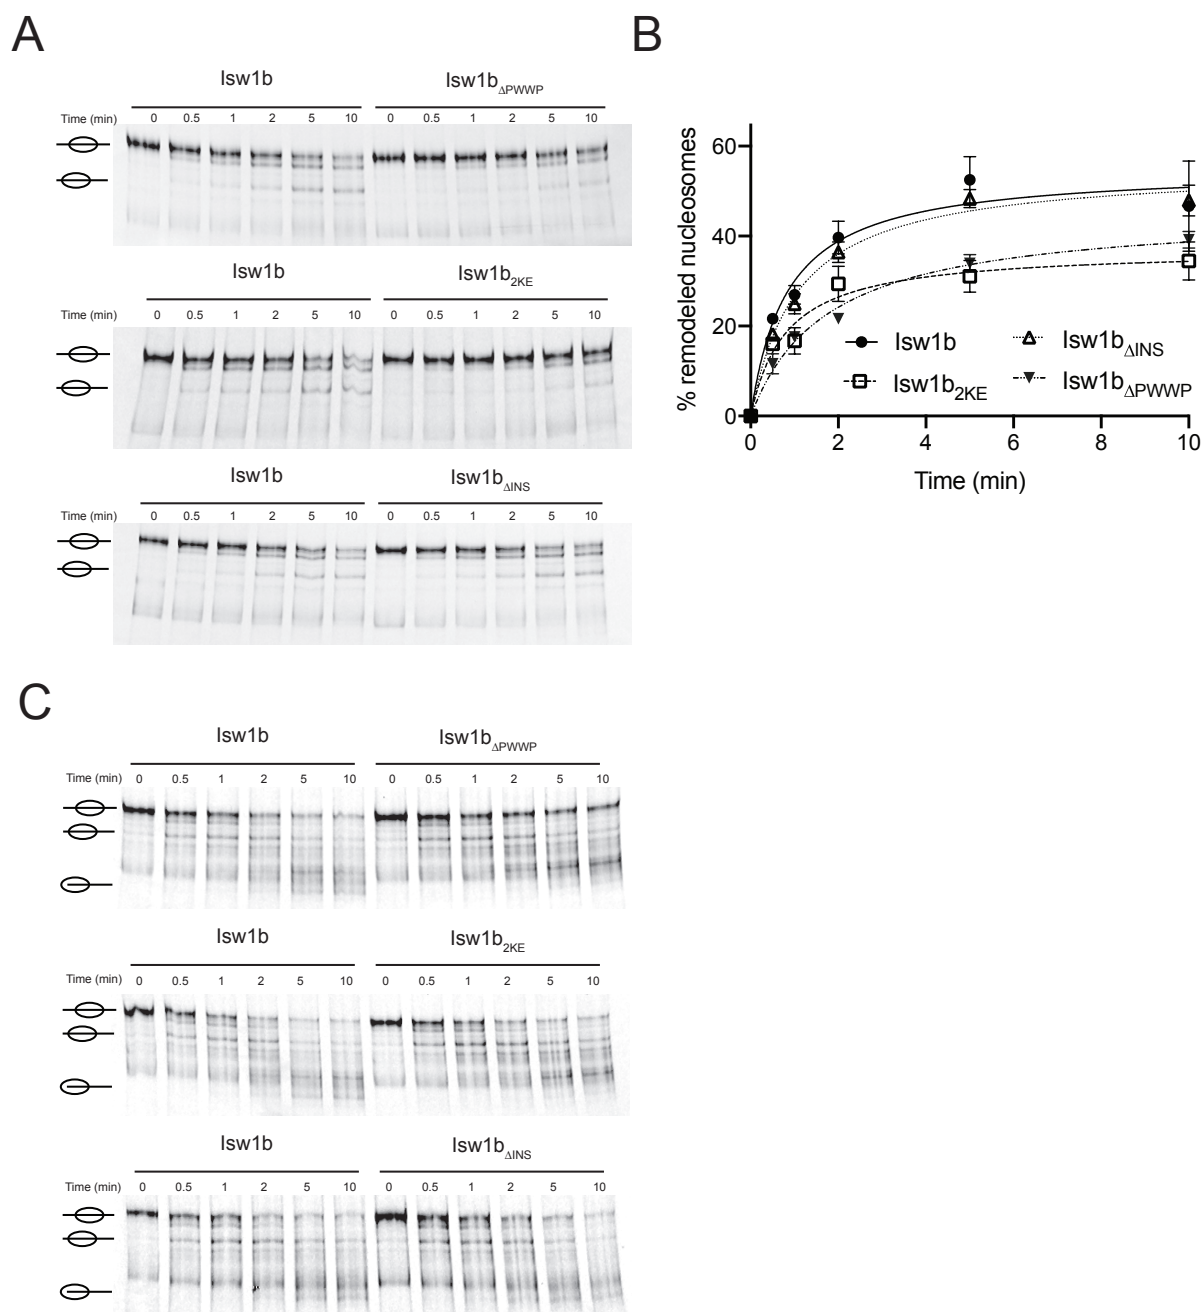 A
Isw1b Isw1bΔPWWP
Time (min) 0 0.5 1 2 5 10 0 0.5 1 2 5 10
Isw1b Isw1b2KE
Time (min) 0 0.5 1 2 5 10 0 0.5 1 2 5 10
Isw1b Isw1bΔINS
Time (min) 0 0.5 1 2 5 10 0 0.5 1 2 5 10
B
% remodeled nucleosomes
60
40
20
0
Isw1b Isw1bΔINS
Isw1b2KE Isw1bΔPWWP
0 2 4 6 8 10
Time (min)
C
Isw1b Isw1bΔPWWP
Time (min) 0 0.5 1 2 5 10 0 0.5 1 2 5 10
Isw1b Isw1b2KE
Time (min) 0 0.5 1 2 5 10 0 0.5 1 2 5 10
Isw1b Isw1bΔINS
Time (min) 0 0.5 1 2 5 10 0 0.5 1 2 5 10